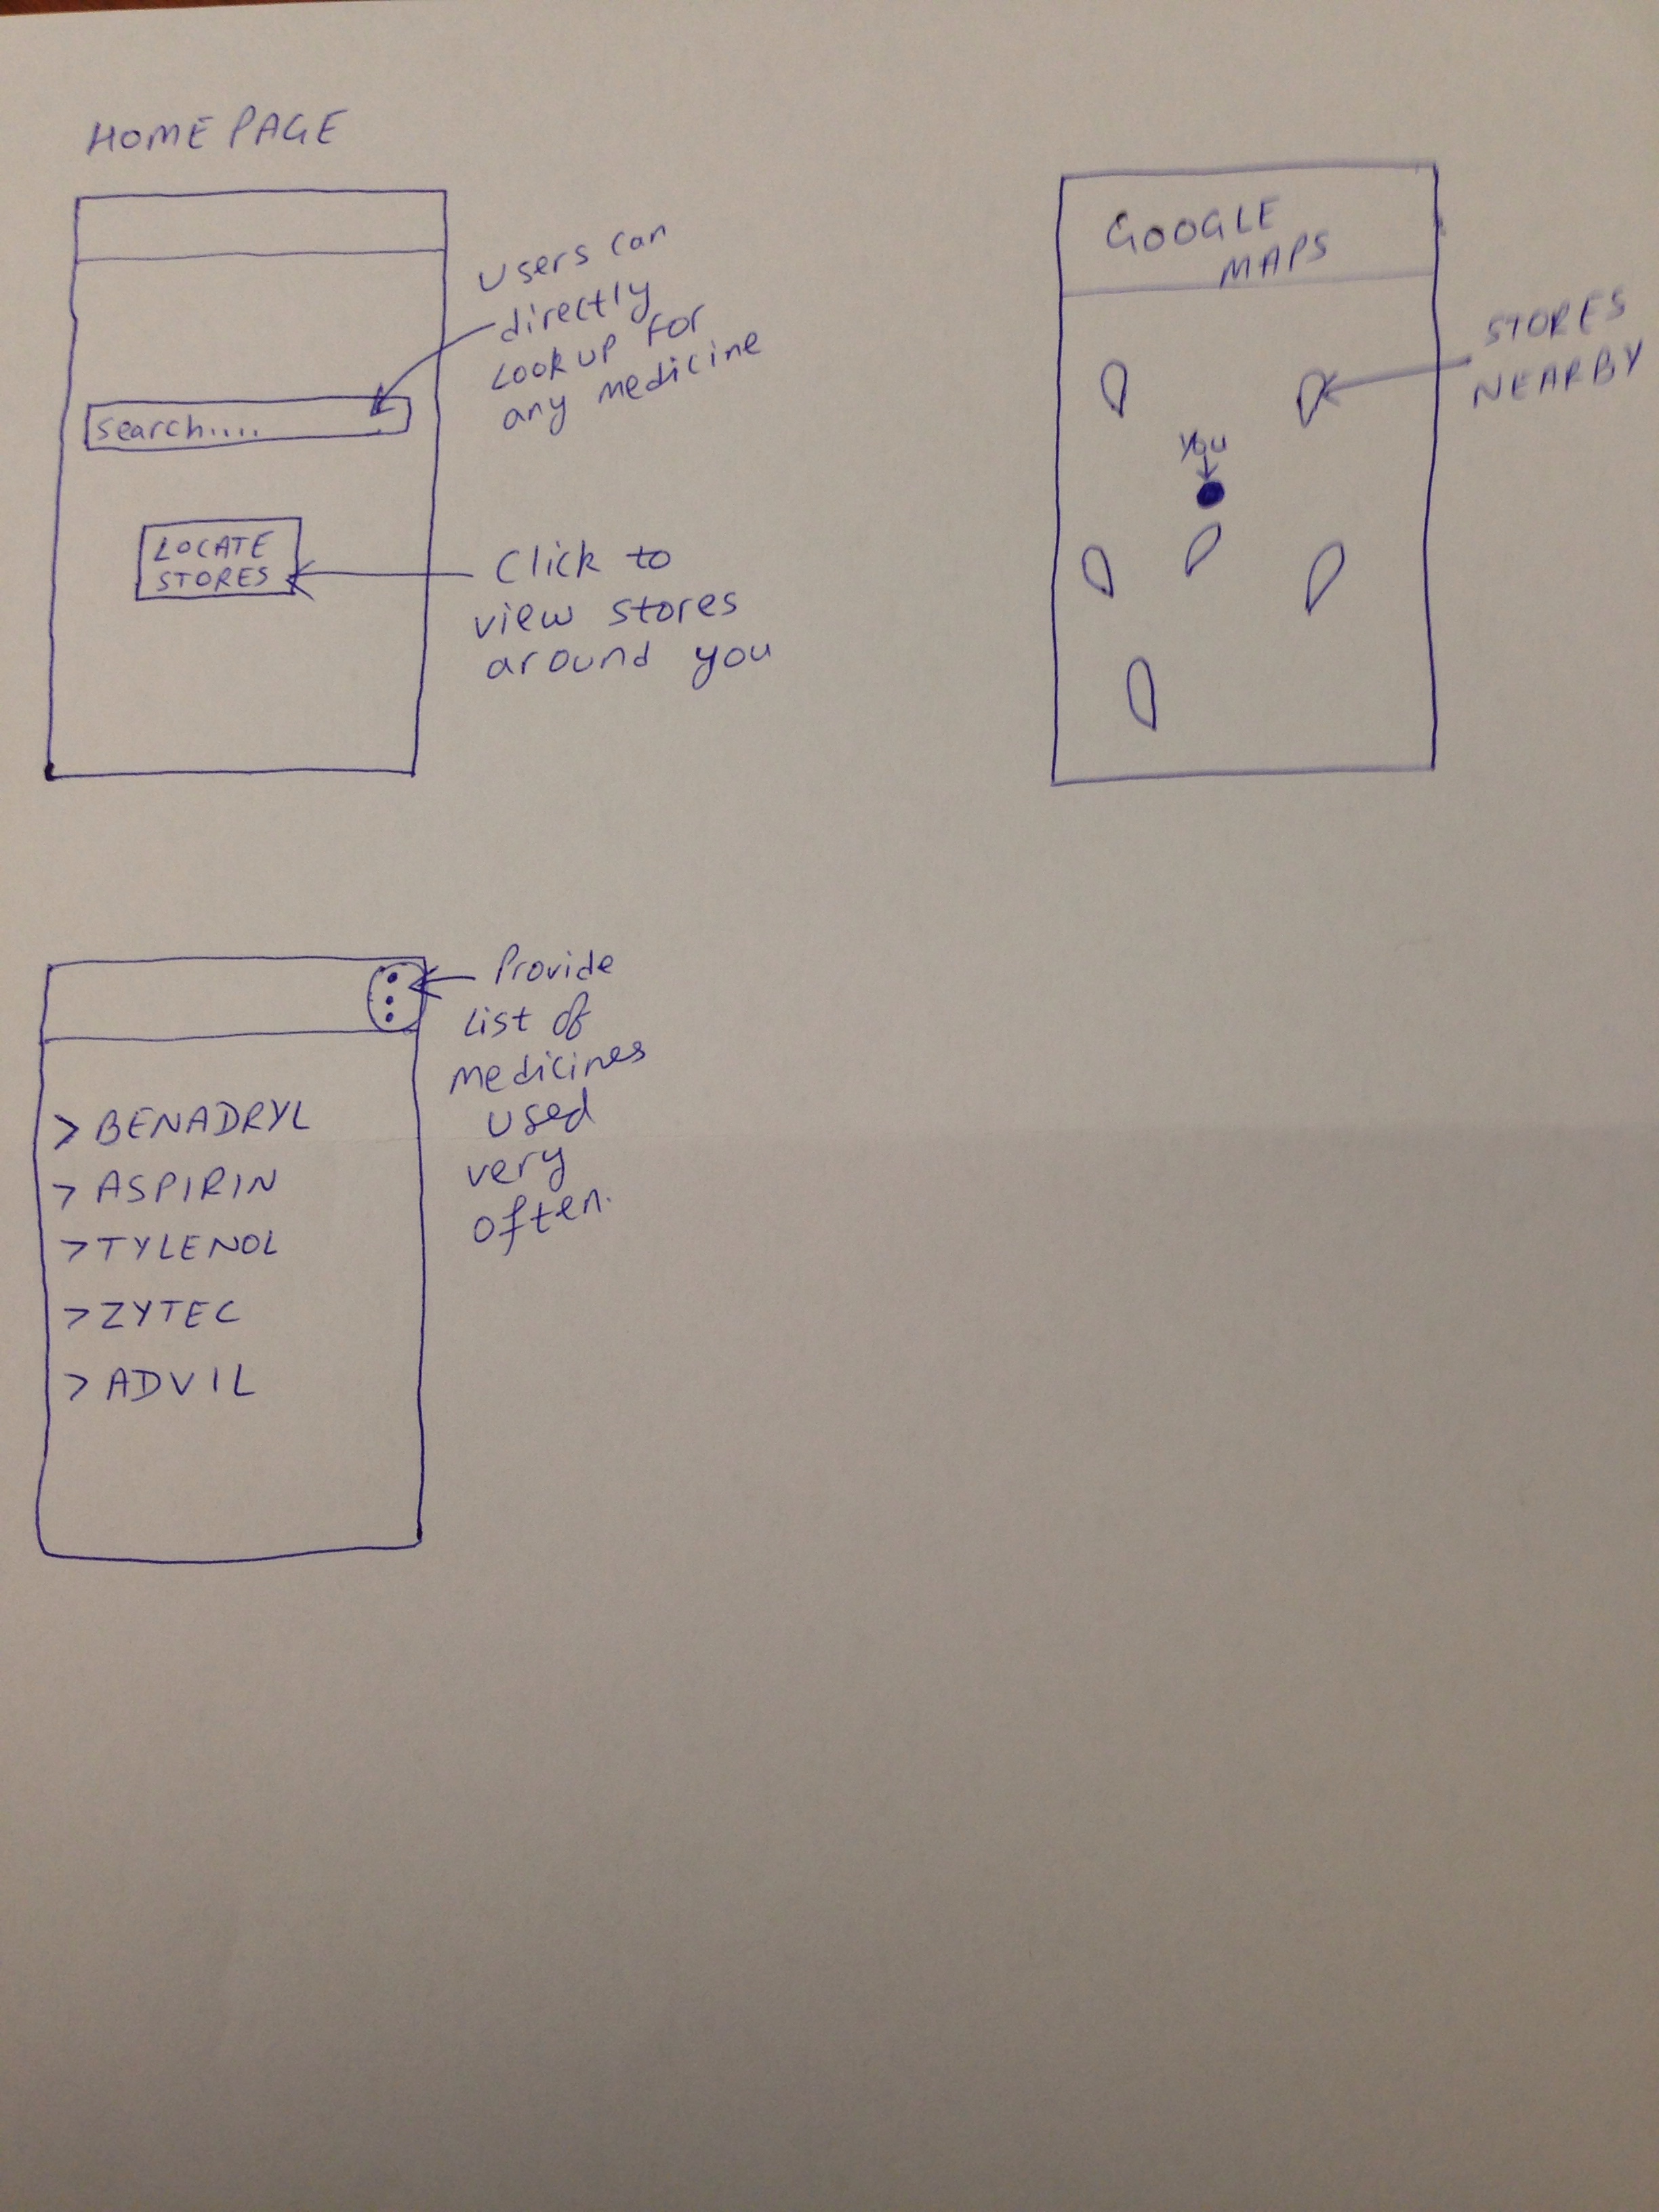 HOME PAGE
Users can
directly
Look up for
any medicine
search....
LOCATE
STORES
Click to
view stores
around you
GOOGLE
MAPS
STORES
NEARBY
You
Provide
List of
medicines
used
very
often.
> BENADRYL
> ASPIRIN
> TYLENOL
> ZYTEC
> ADVIL